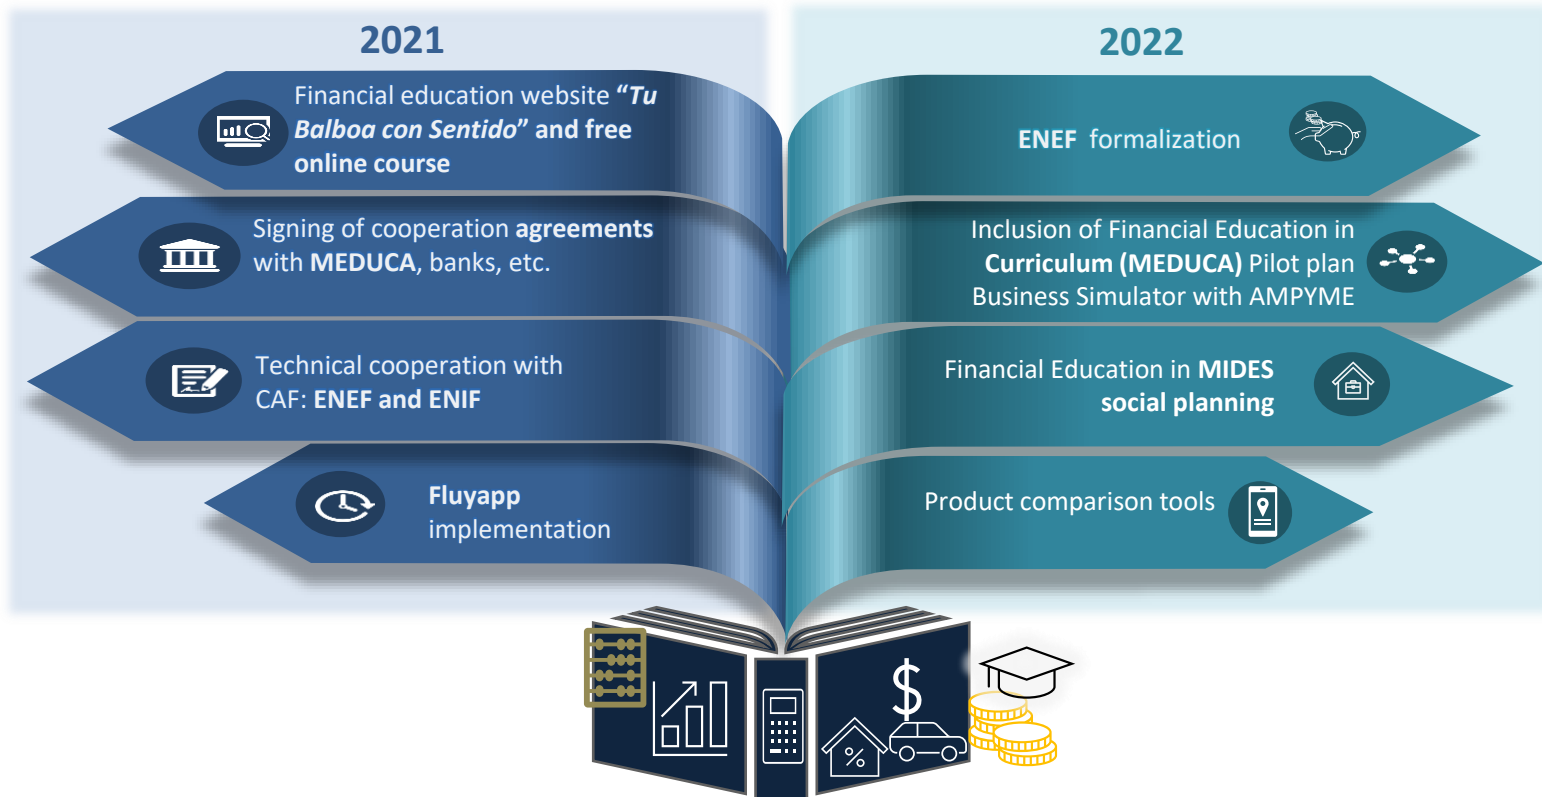 2021
Financial education website “Tu
Balboa con Sentido” and free
online course
Signing of cooperation agreements
with MEDUCA, banks, etc.
Technical cooperation with
CAF: ENEF and ENIF
Fluyapp
implementation
2022
ENEF formalization
Inclusion of Financial Education in
Curriculum (MEDUCA) Pilot plan
Business Simulator with AMPYME
Financial Education in MIDES
social planning
Product comparison tools
$
%